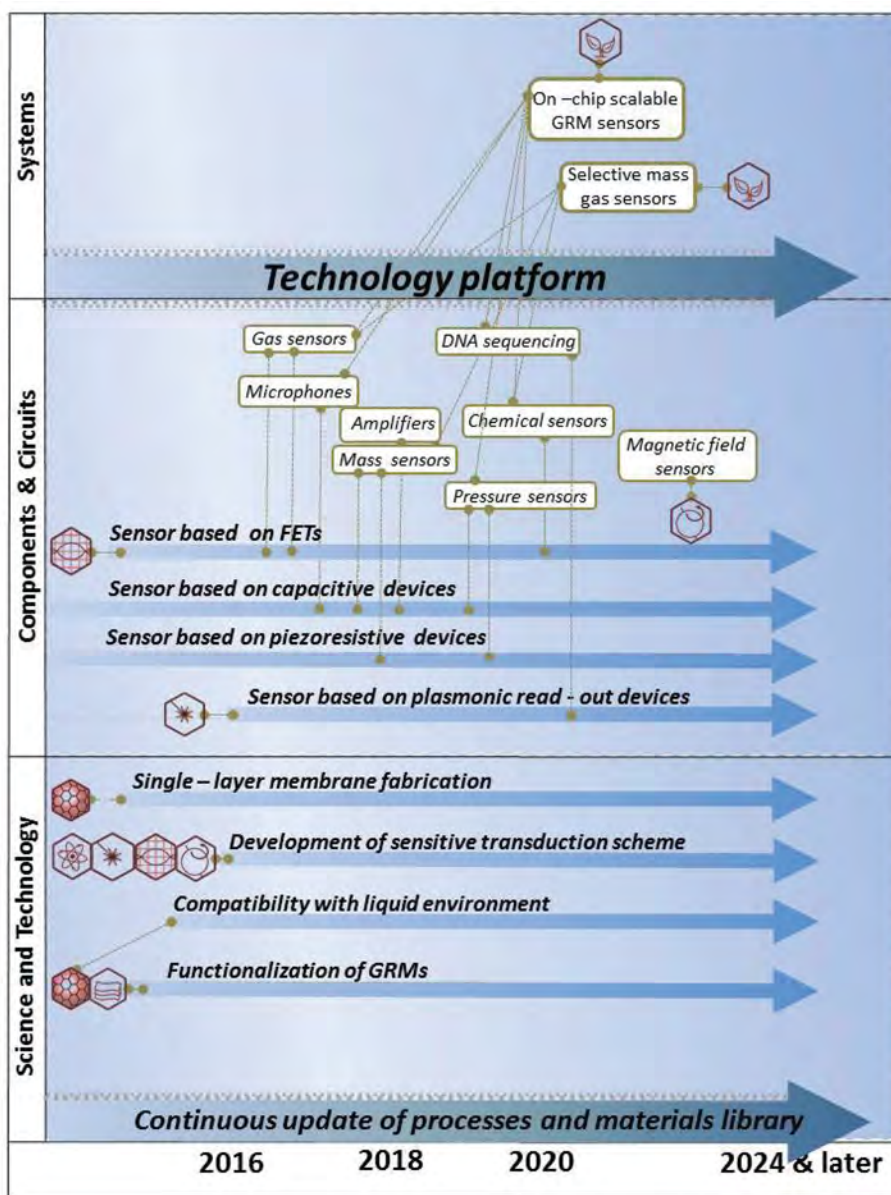 Systems
On –chip scalable
GRM sensors
Selective mass
gas sensors
Technology platform
Components & Circuits
Gas sensors
DNA sequencing
Microphones
Amplifiers
Chemical sensors
Mass sensors
Magnetic field
sensors
Pressure sensors
Sensor based on FETs
Sensor based on capacitive devices
Sensor based on piezoresistive devices
Sensor based on plasmonic read - out devices
Science and Technology
Single – layer membrane fabrication
Development of sensitive transduction scheme
Compatibility with liquid environment
Functionalization of GRMs
Continuous update of processes and materials library
2016 2018 2020 2024 & later